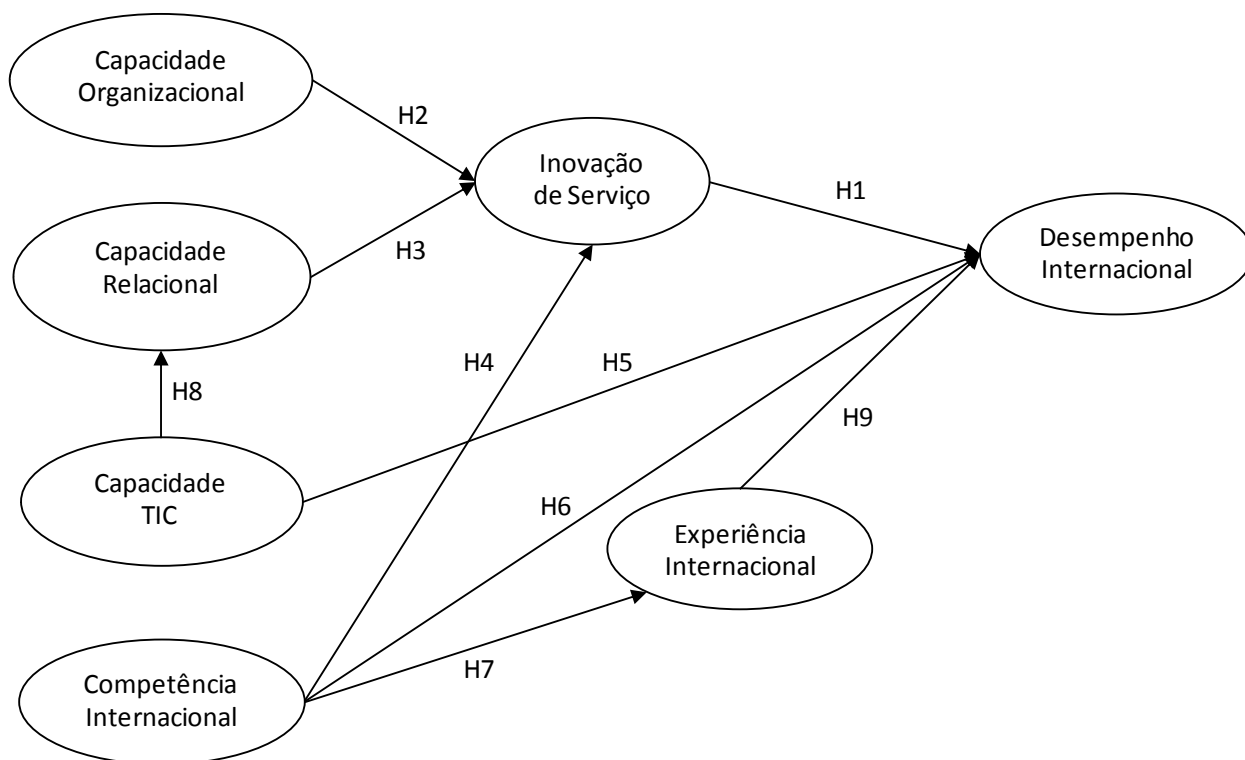 Capacidade
Organizacional
H2
Inovação
de Serviço
H1
Capacidade
Relacional
H3
Desempenho
Internacional
H4
H5
H8
H9
Capacidade
TIC
H6
Experiência
Internacional
H7
Competência
Internacional